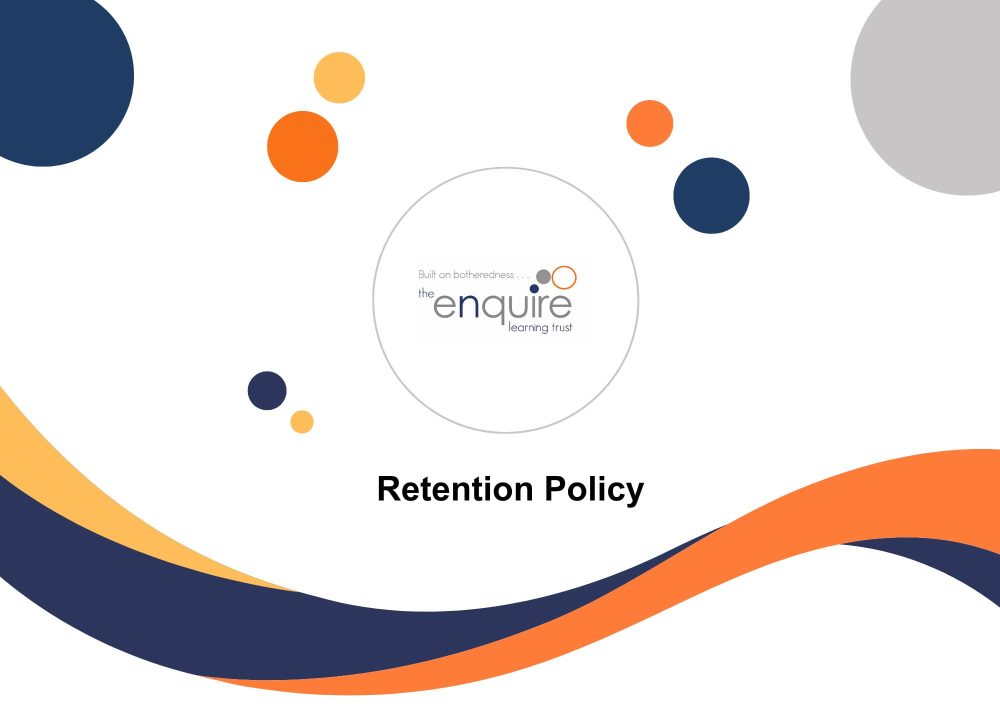 Built on botheredness . . .
the
enquire
learning trust
Retention Policy